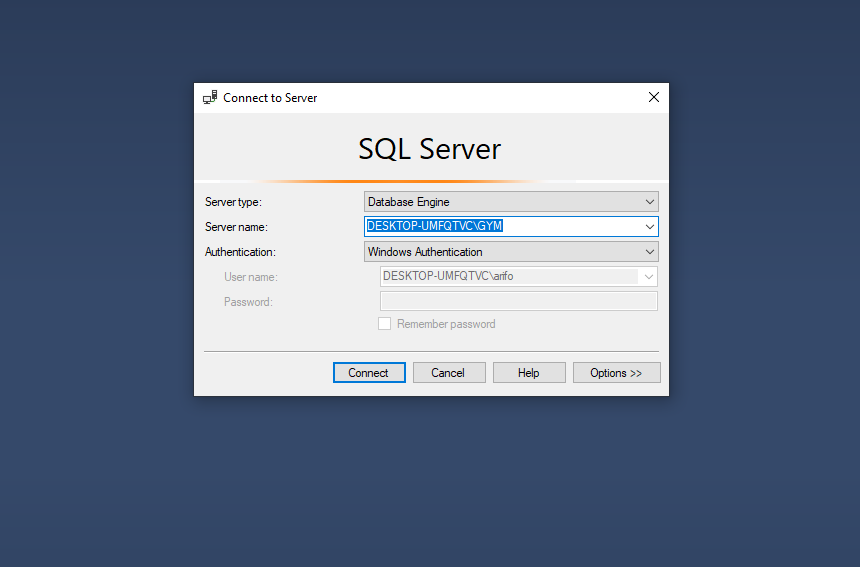 Connect to Server
SQL Server
Server type: Database Engine
Server name: DESKTOP-UMFQTVC\GYM
Authentication: Windows Authentication
User name: DESKTOP-UMFQTVC\arifo
Password:
Remember password
Connect Cancel Help Options >>